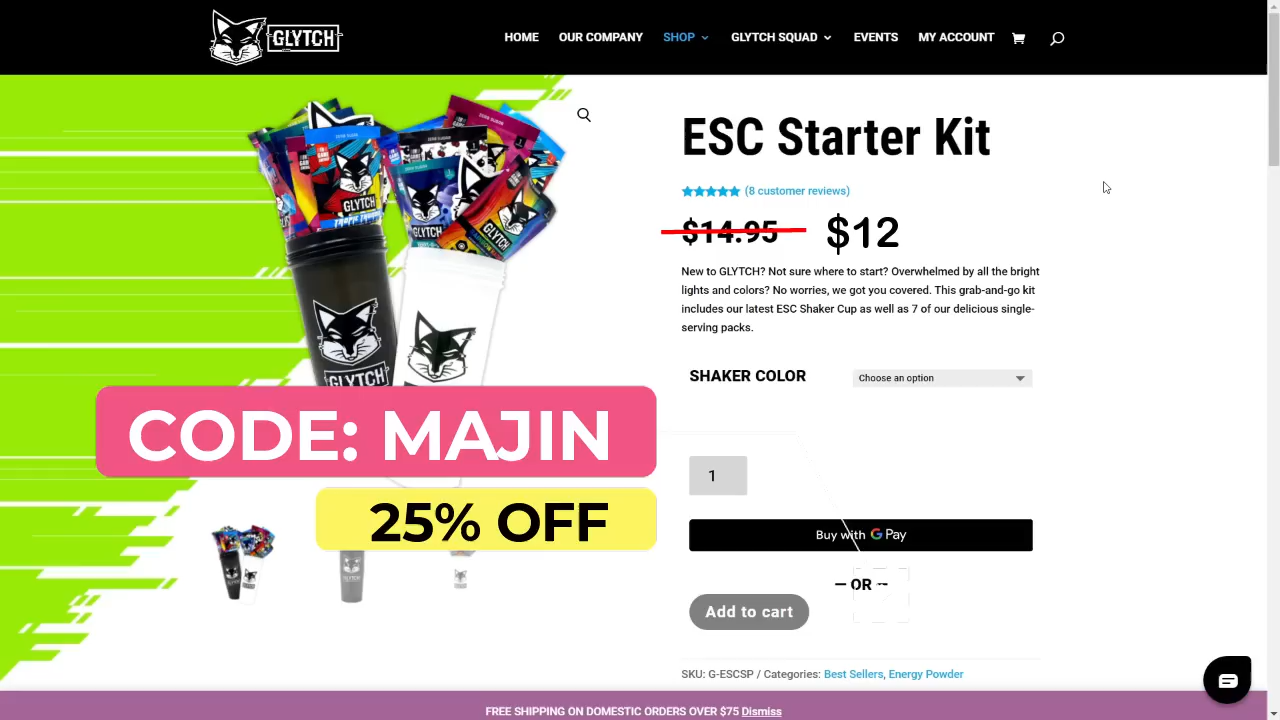 GLYTCH
HOME
OUR COMPANY
SHOP
GLYTCH SQUAD
EVENTS
MY ACCOUNT
ESC Starter Kit
(8 customer reviews)
$14.95
$12
New to GLYTCH? Not sure where to start? Overwhelmed by all the bright
lights and colors? No worries, we got you covered. This grab-and-go kit
includes our latest ESC Shaker Cup as well as 7 of our delicious single-
serving packs.
SHAKER COLOR
Choose an option
GLYTCH
GLYTCH
GLYTCH
CODE: MAJIN
25% OFF
GLYTCH
1
Buy with G Pay
— OR —
Add to cart
SKU: G-ESCSP / Categories: Best Sellers, Energy Powder
FREE SHIPPING ON DOMESTIC ORDERS OVER $75 Dismiss